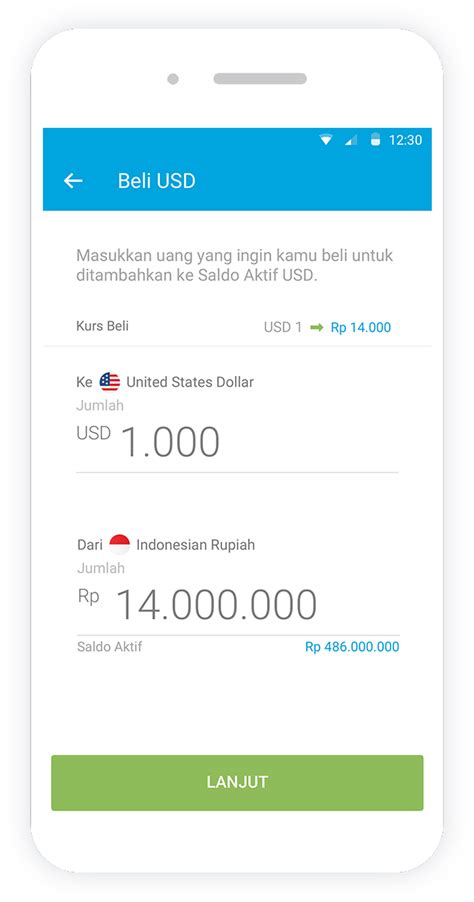 12:30
Beli USD
Masukkan uang yang ingin kamu beli untuk
ditambahkan ke Saldo Aktif USD.
Kurs Beli USD 1 Rp 14.000
Ke United States Dollar
Jumlah
USD 1.000
Dari Indonesian Rupiah
Jumlah
Rp 14.000.000
Saldo Aktif Rp 486.000.000
LANJUT